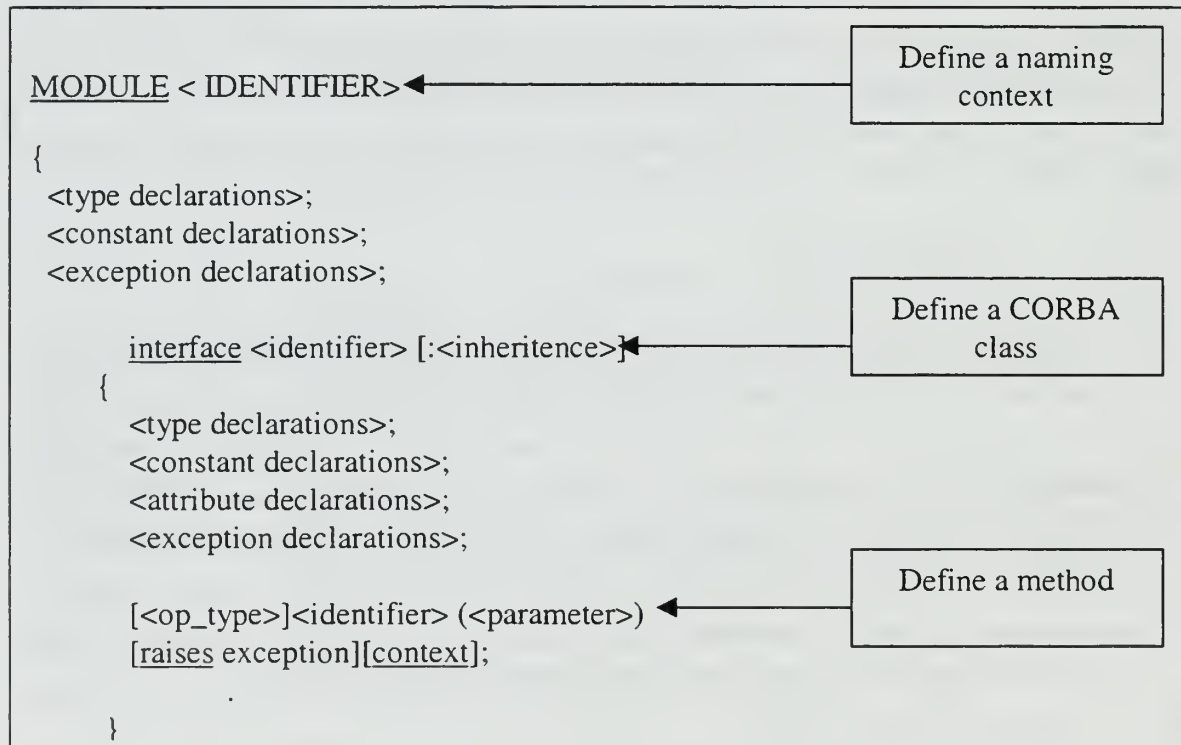 MODULE < IDENTIFIER>
Define a naming
context
{
<type declarations>;
<constant declarations>;
<exception declarations>;
interface <identifier> [:<inheritence>]
Define a CORBA
class
{
<type declarations>;
<constant declarations>;
<attribute declarations>;
<exception declarations>;
[<op_type>]<identifier> (<parameter>)
Define a method
[raises exception][context];
.
}